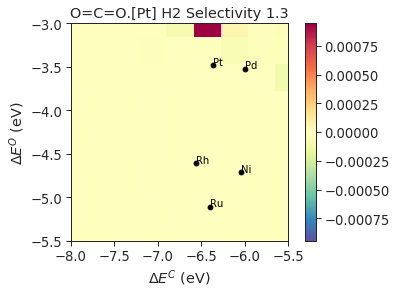 O=C=O.[Pt] H2 Selectivity 1.3
−3.0
−3.5
−4.0
−4.5
−5.0
−5.5
ΔE^O (eV)
Pt
Pd
Rh
Ni
Ru
−8.0 −7.5 −7.0 −6.5 −6.0 −5.5
ΔE^C (eV)
0.00075
0.00050
0.00025
0.00000
−0.00025
−0.00050
−0.00075